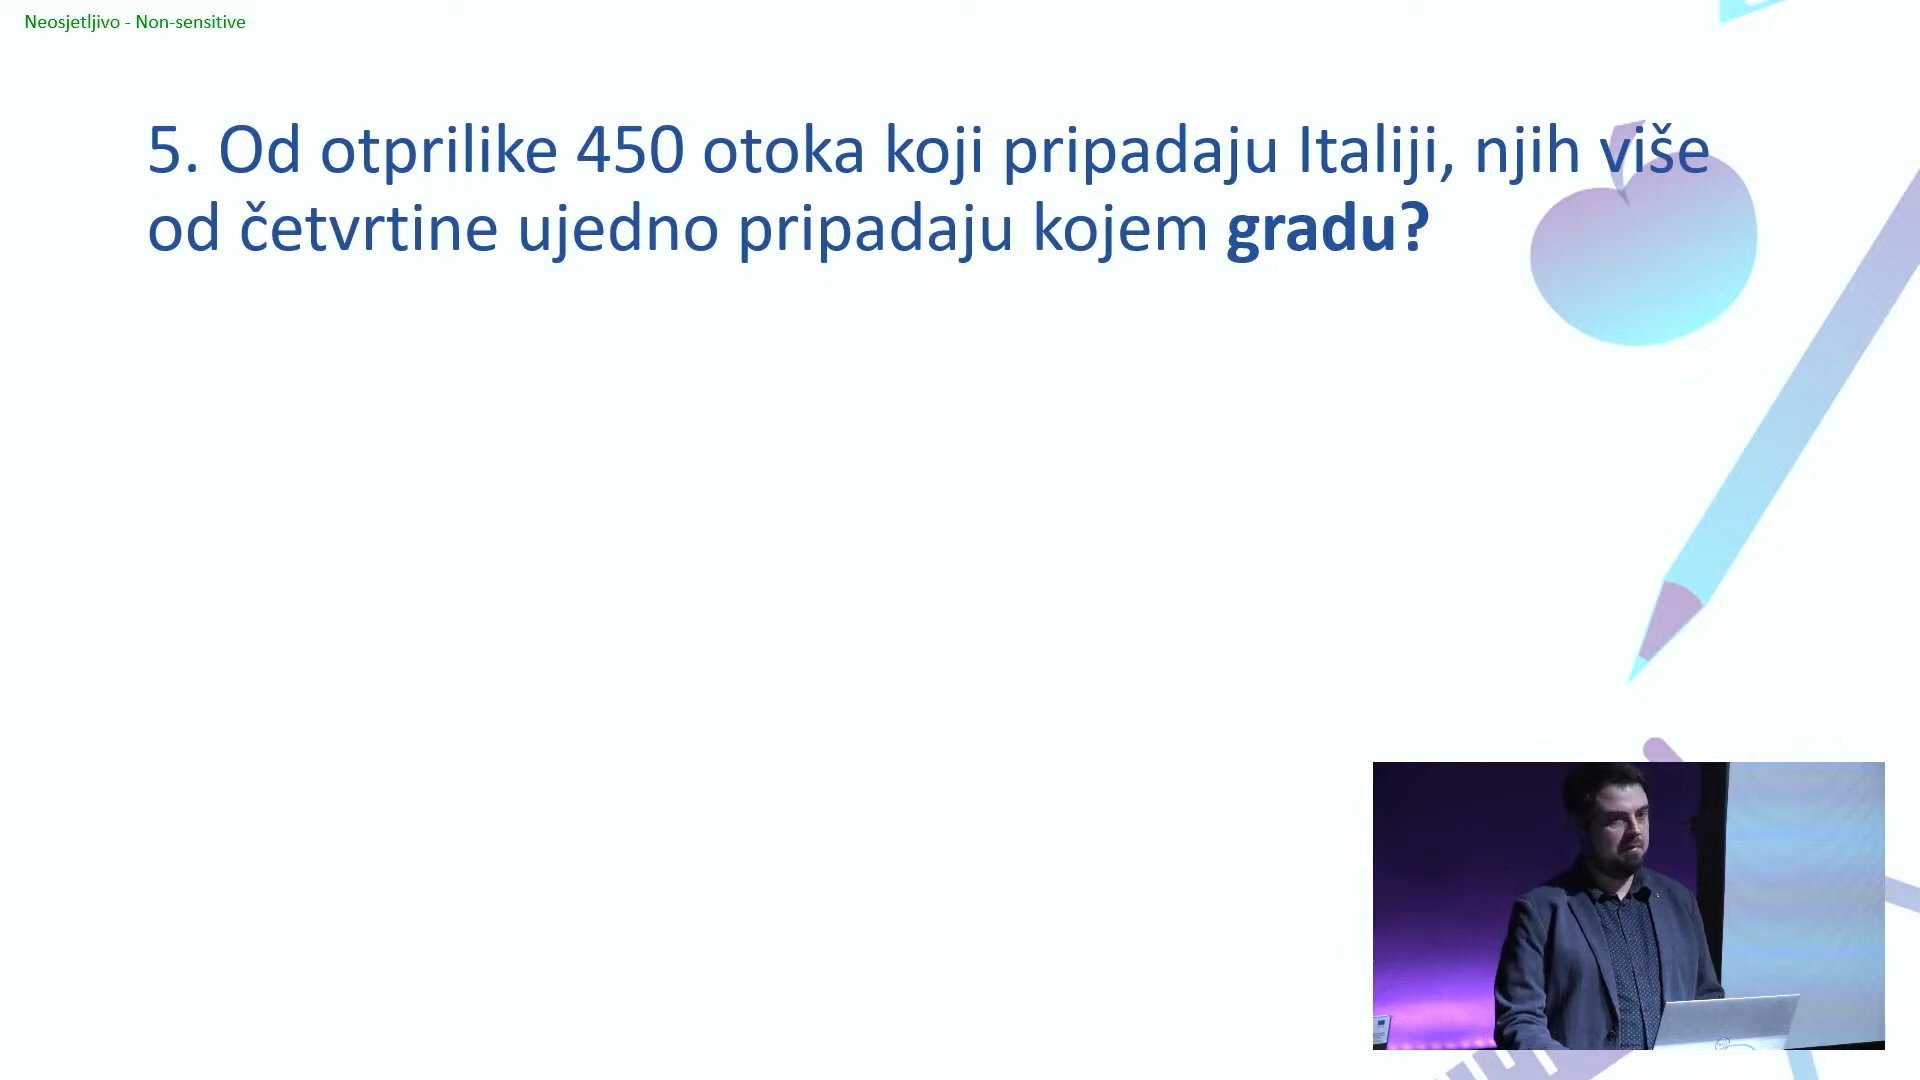 Neosjetljivo - Non-sensitive
5. Od otprilike 450 otoka koji pripadaju Italiji, njih više
od četvrtine ujedno pripadaju kojem gradu?